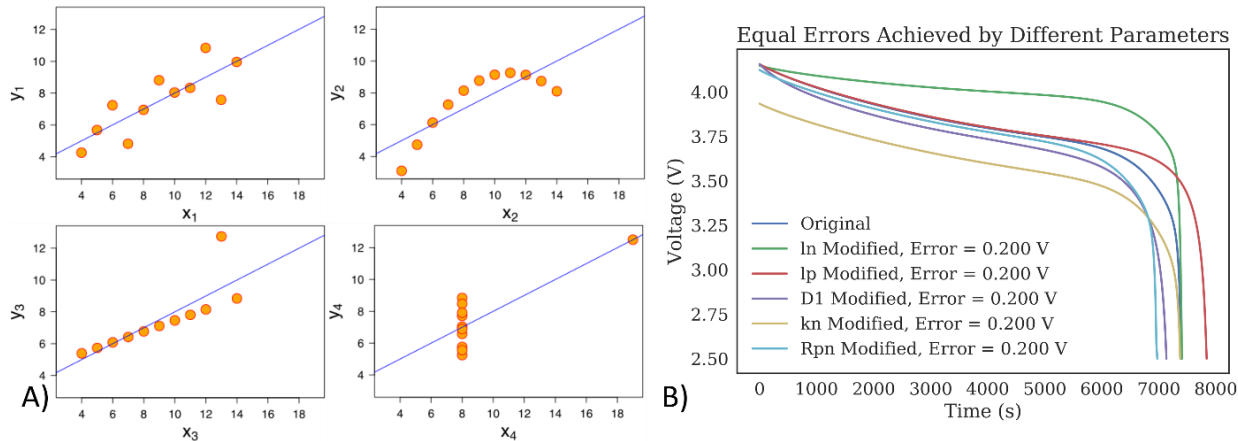 12
10
8
6
4
y1
4 6 8 10 12 14 16 18
x1
12
10
8
6
4
y2
4 6 8 10 12 14 16 18
x2
12
10
8
6
4
y3
4 6 8 10 12 14 16 18
x3
12
10
8
6
4
y4
4 6 8 10 12 14 16 18
x4
A)
Equal Errors Achieved by Different Parameters
4.00
3.75
3.50
3.25
3.00
2.75
2.50
Voltage (V)
Original
ln Modified, Error = 0.200 V
lp Modified, Error = 0.200 V
D1 Modified, Error = 0.200 V
kn Modified, Error = 0.200 V
Rpn Modified, Error = 0.200 V
0 1000 2000 3000 4000 5000 6000 7000 8000
Time (s)
B)